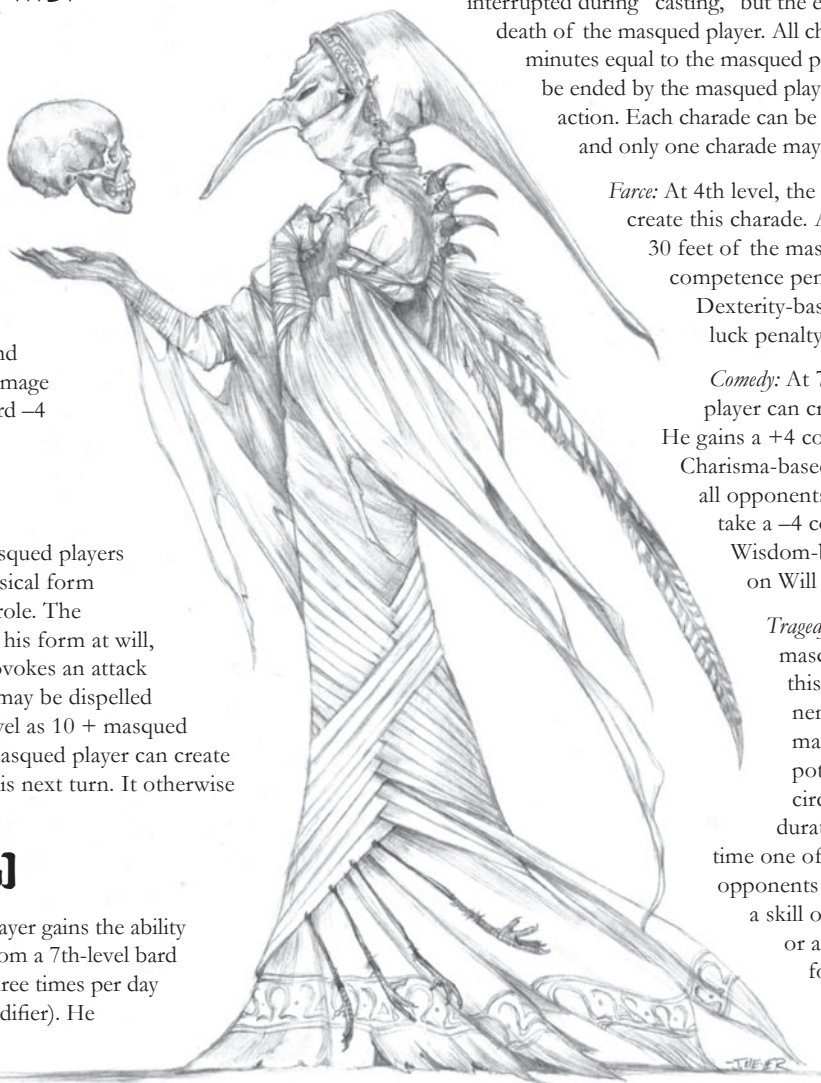 nd
mage
rd –4
squed players
sical form
role. The
his form at will,
ovokes an attack
may be dispelled
vel as 10 + masqued
asqued player can create
is next turn. It otherwise
ayer gains the ability
om a 7th-level bard
ree times per day
difier). He
interrupted during "casting," but the e
death of the masqued player. All ch
minutes equal to the masqued p
be ended by the masqued play
action. Each charade can be
and only one charade may
Farce: At 4th level, the
create this charade. A
30 feet of the mas
competence pen
Dexterity-bas
luck penalty
Comedy: At 7
player can cr
He gains a +4 co
Charisma-based
all opponents
take a –4 co
Wisdom-b
on Will
Tragedy
masc
this
ner
ma
pot
circ
durat
time one of
opponents
a skill o
or a
fo